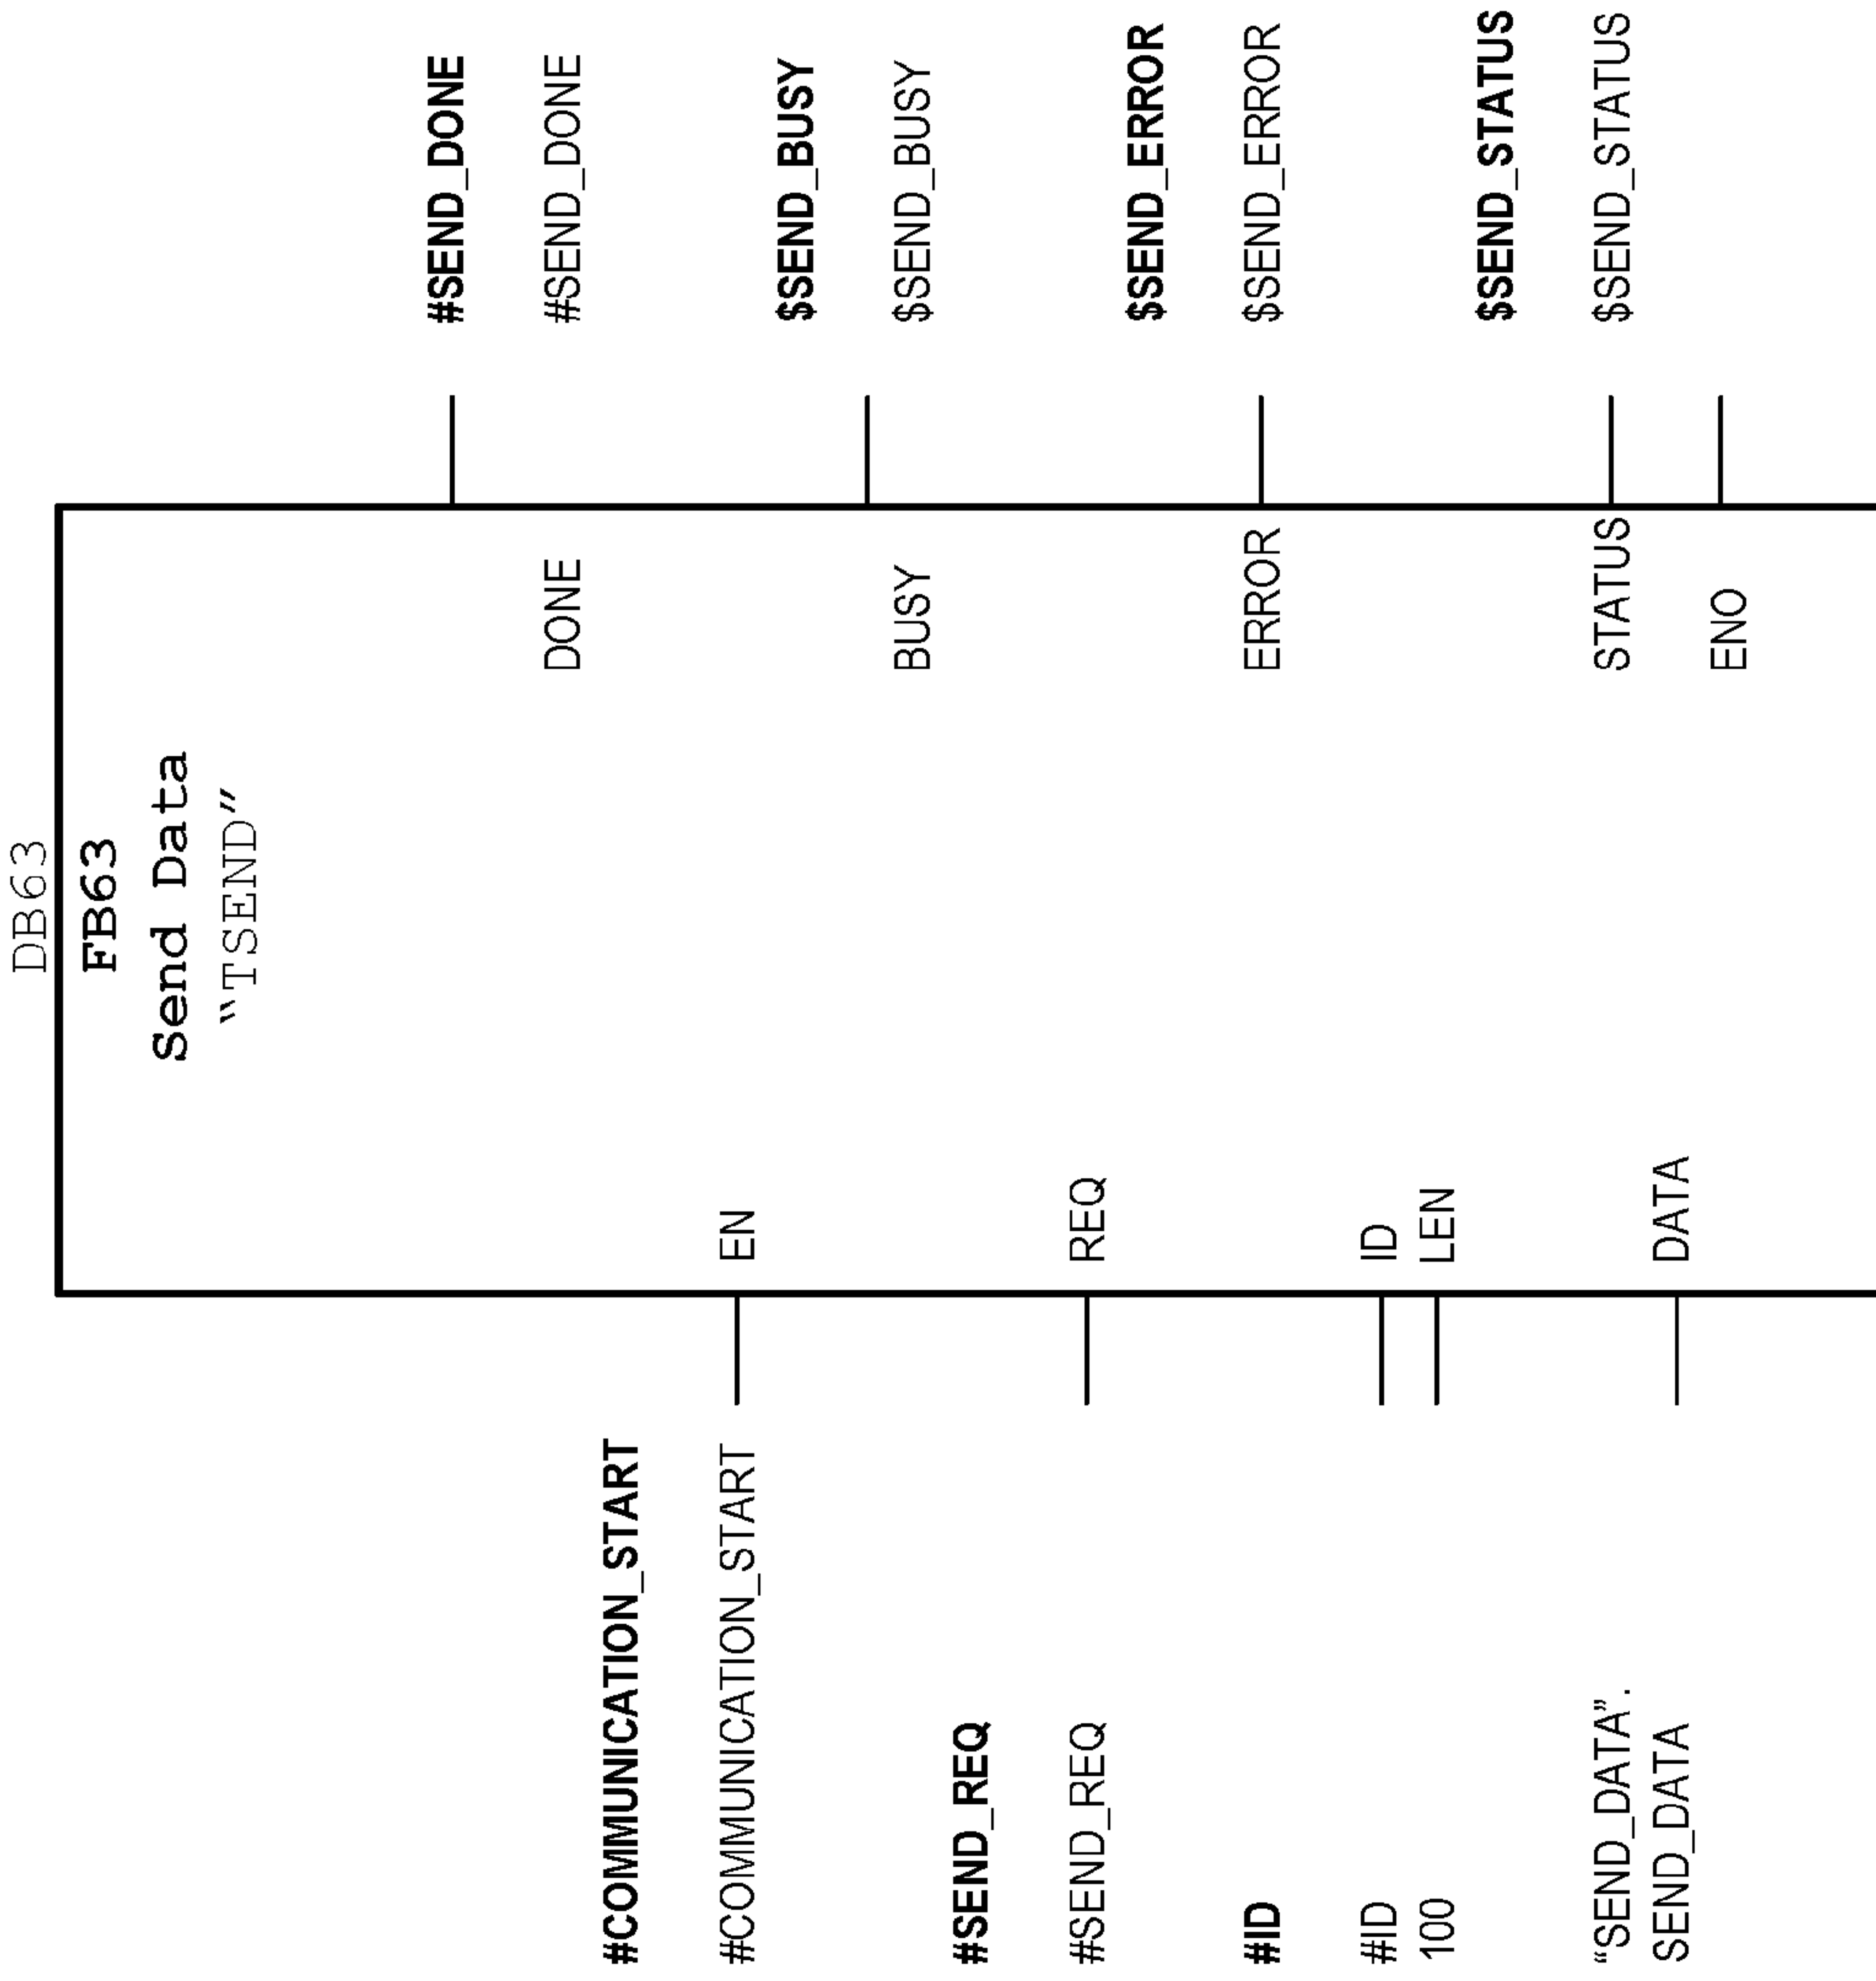 DB63
FB63
Send Data
“TSEND”
#SEND_DONE
DONE #SEND_DONE
#COMMUNICATION_START
#COMMUNICATION_START EN
$SEND_BUSY
BUSY $SEND_BUSY
#SEND_REQ
#SEND_REQ REQ
$SEND_ERROR
#ID
ERROR $SEND_ERROR
#ID ID
100 LEN
$SEND_STATUS
“SEND_DATA”. STATUS $SEND_STATUS
SEND_DATA DATA
ENO